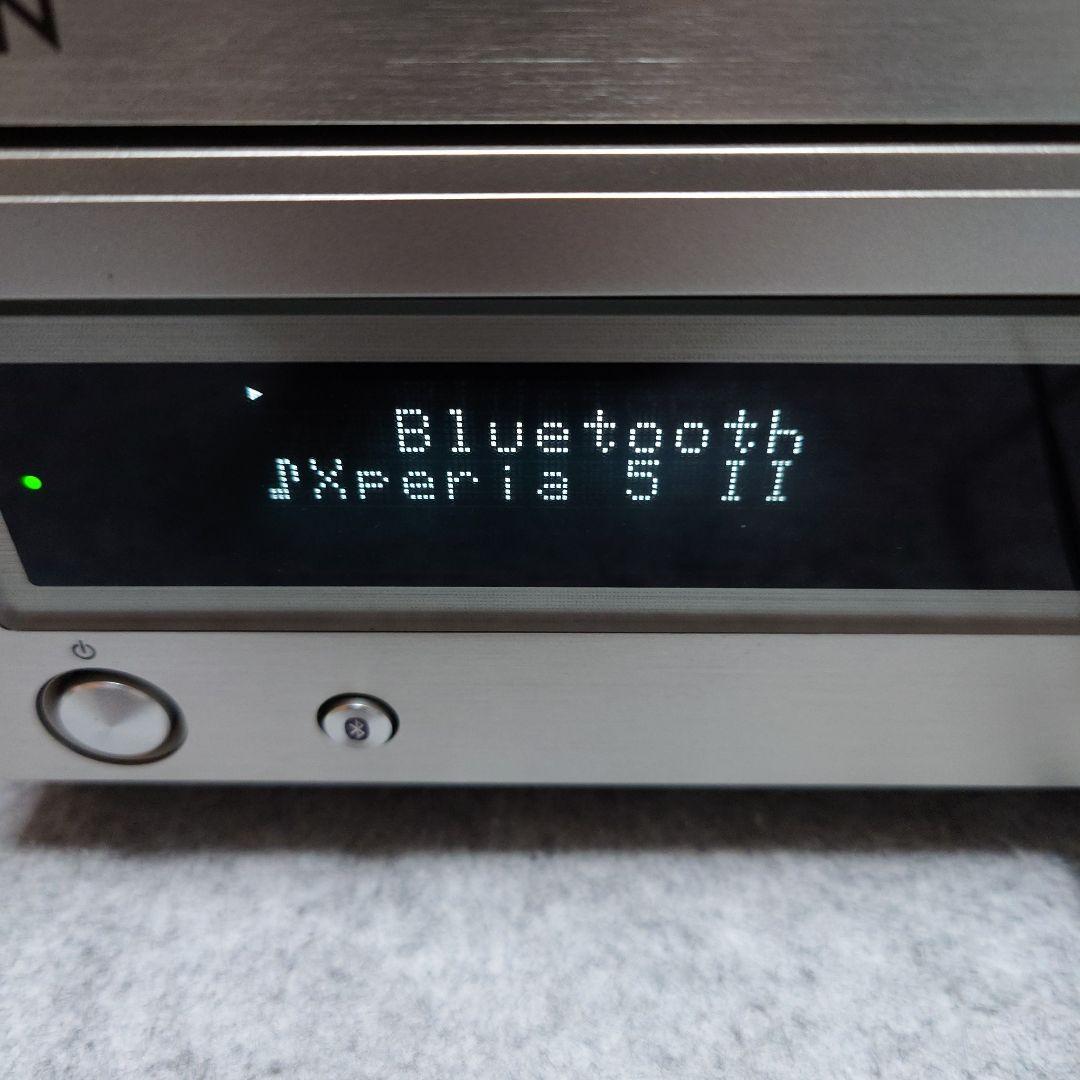 N
Bluetooth
♪Xperia 5 II